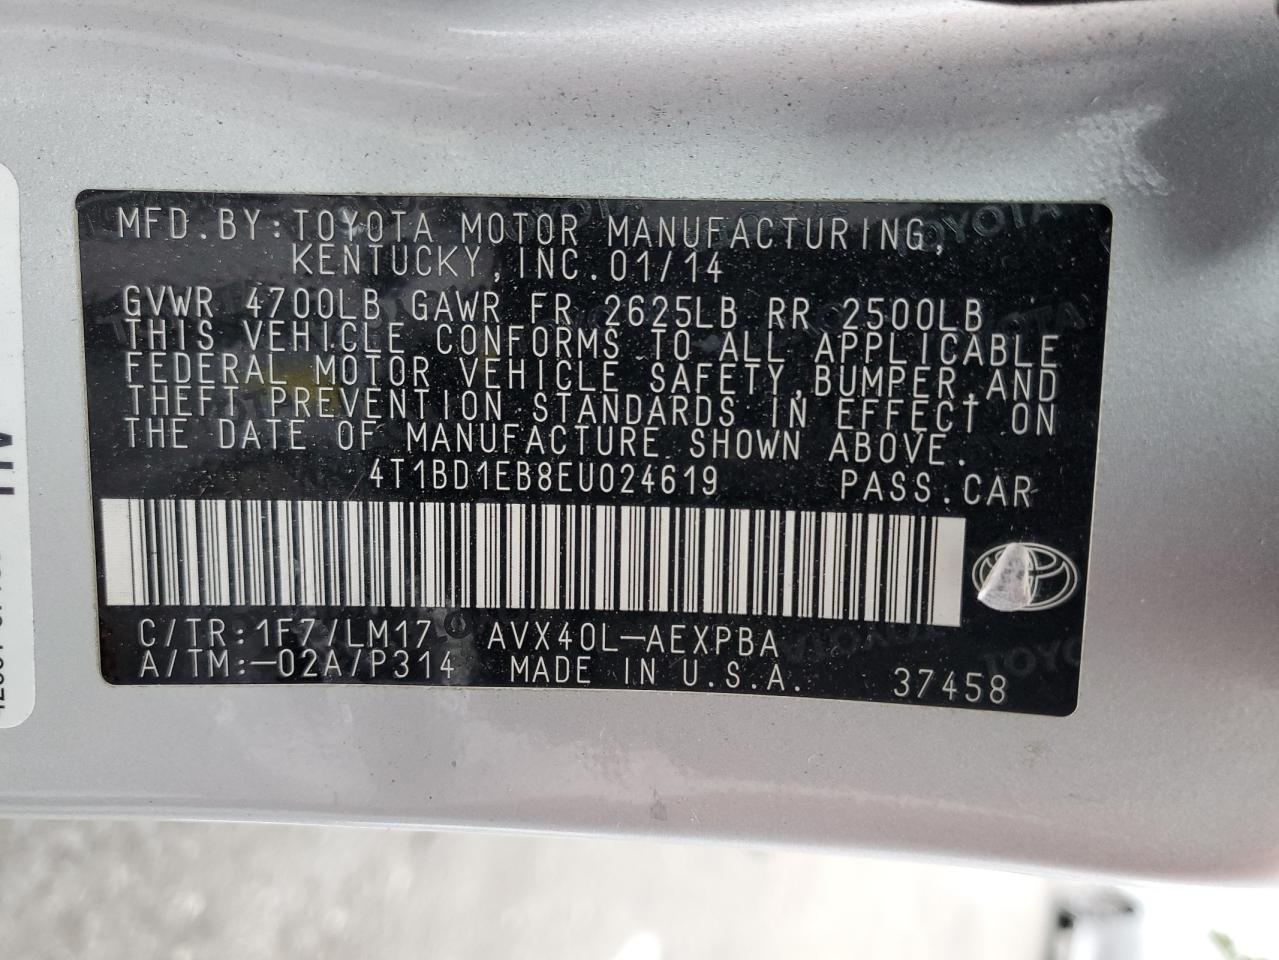 MFD.BY:TOYOTA MOTOR MANUFACTURING,
KENTUCKY,INC.01/14
GVWR 4700LB GAWR FR 2625LB RR 2500LB
THIS VEHICLE CONFORMS TO ALL APPLICABLE
FEDERAL MOTOR VEHICLE SAFETY,BUMPER,AND
THEFT PREVENTION STANDARDS IN EFFECT ON
THE DATE OF MANUFACTURE SHOWN ABOVE.
4T1BD1EB8EU024619 PASS.CAR
C/TR:1F7/LM17 AVX40L-AEXPBA
A/TM:-02A/P314 MADE IN U.S.A. 37458